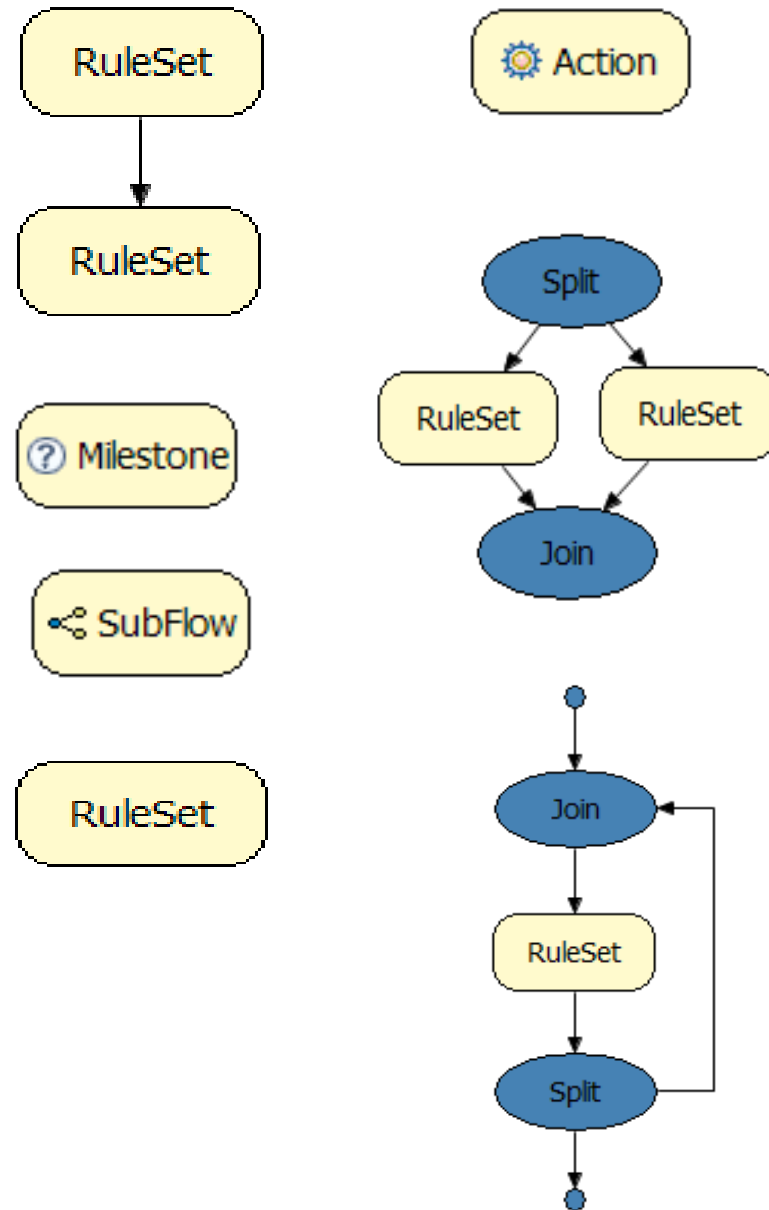 RuleSet
RuleSet
Milestone
SubFlow
RuleSet
Action
Split
RuleSet
RuleSet
Join
Join
RuleSet
Split